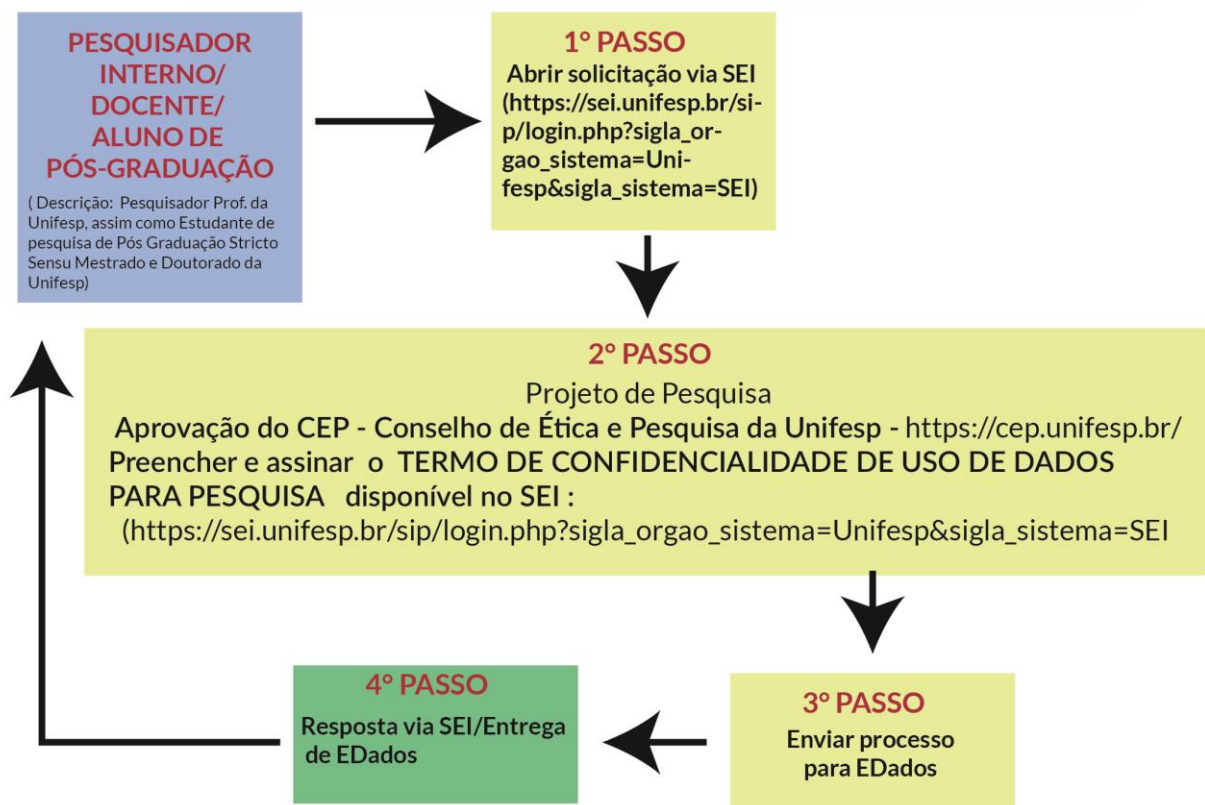 PESQUISADOR
INTERNO/
DOCENTE/
ALUNO DE
PÓS-GRADUAÇÃO
( Descrição: Pesquisador Prof. da
Unifesp, assim como Estudante de
pesquisa de Pós Graduação Stricto
Sensu Mestrado e Doutorado da
Unifesp)
1° PASSO
Abrir solicitação via SEI
(https://sei.unifesp.br/si-
p/login.php?sigla_or-
gao_sistema=Uni-
fesp&sigla_sistema=SEI)
2° PASSO
Projeto de Pesquisa
Aprovação do CEP - Conselho de Ética e Pesquisa da Unifesp - https://cep.unifesp.br/
Preencher e assinar o TERMO DE CONFIDENCIALIDADE DE USO DE DADOS
PARA PESQUISA disponível no SEI :
(https://sei.unifesp.br/sip/login.php?sigla_orgao_sistema=Unifesp&sigla_sistema=SEI
3° PASSO
Enviar processo
para EDados
4° PASSO
Resposta via SEI/Entrega
de EDados